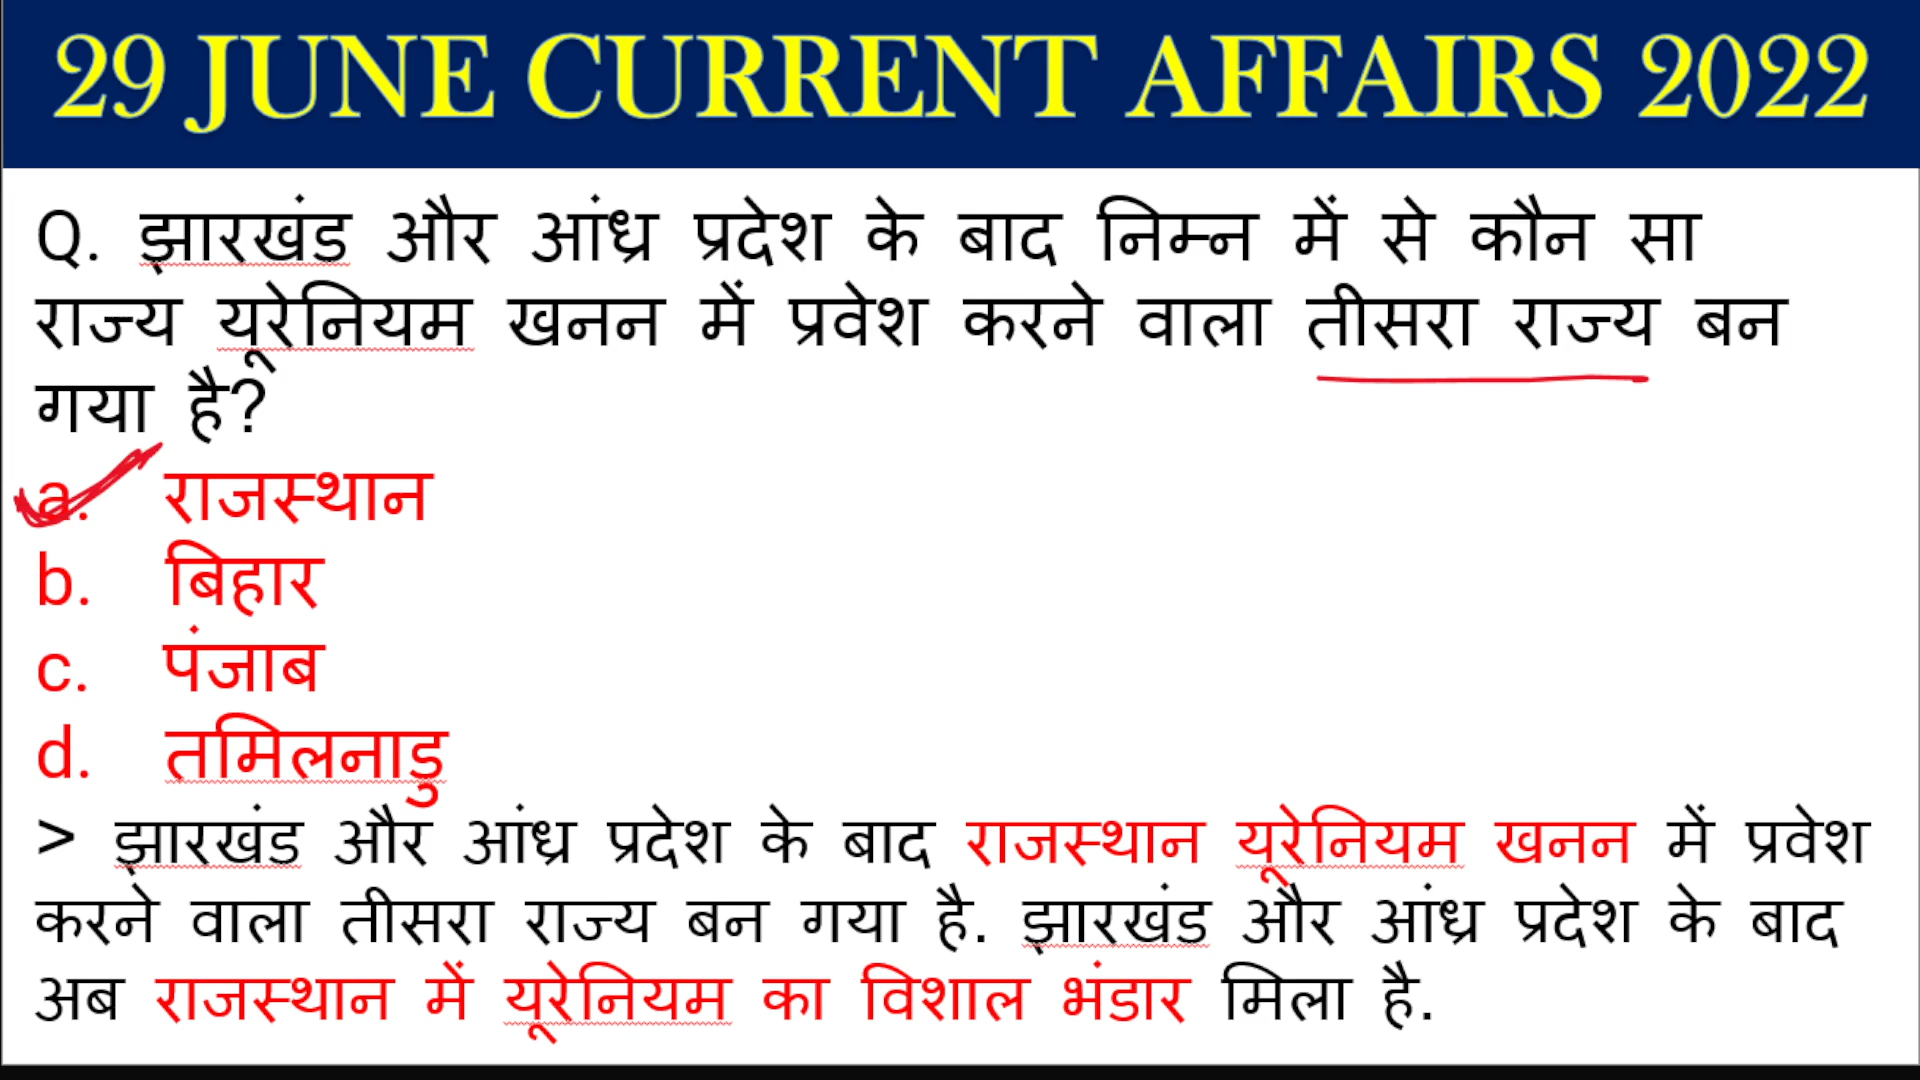 29 JUNE CURRENT AFFAIRS 2022
Q. झारखंड और आंध्र प्रदेश के बाद निम्न में से कौन सा
राज्य यूरेनियम खनन में प्रवेश करने वाला तीसरा राज्य बन
गया है?
a. राजस्थान
b. बिहार
c. पंजाब
d. तमिलनाडु
> झारखंड और आंध्र प्रदेश के बाद राजस्थान यूरेनियम खनन में प्रवेश
करने वाला तीसरा राज्य बन गया है. झारखंड और आंध्र प्रदेश के बाद
अब राजस्थान में यूरेनियम का विशाल भंडार मिला है.